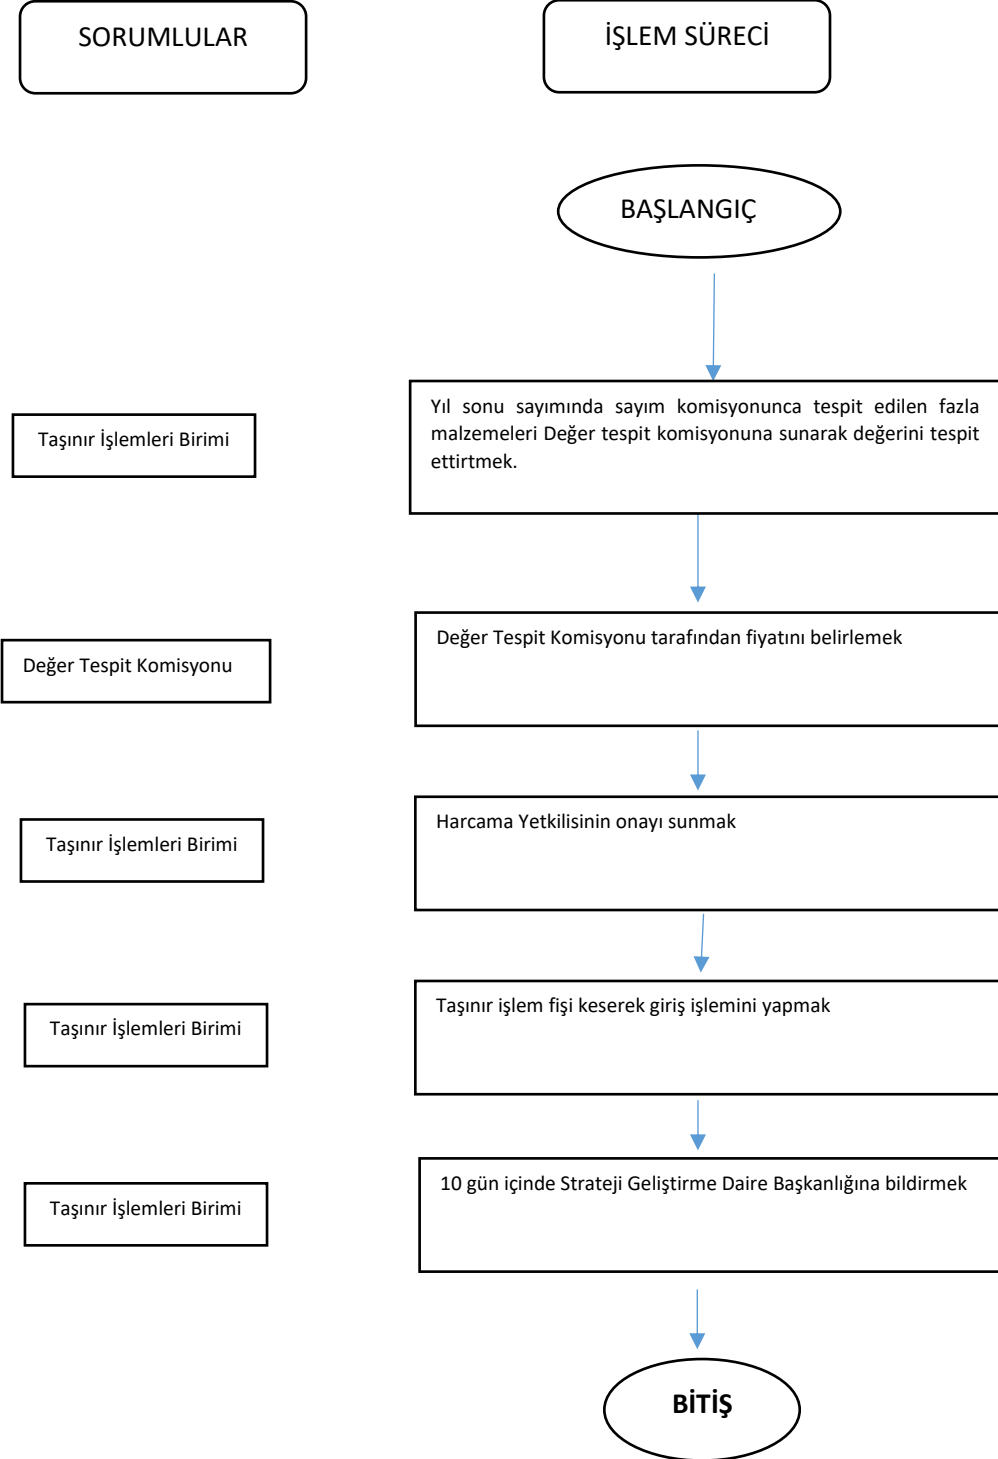 SORUMLULAR
İŞLEM SÜRECİ
BAŞLANGIÇ
Taşınır İşlemleri Birimi
Yıl sonu sayımında sayım komisyonunca tespit edilen fazla
malzemeleri Değer tespit komisyonuna sunarak değerini tespit
ettirtmek.
Değer Tespit Komisyonu
Değer Tespit Komisyonu tarafından fiyatını belirlemek
Taşınır İşlemleri Birimi
Harcama Yetkilisinin onayı sunmak
Taşınır İşlemleri Birimi
Taşınır işlem fişi keserek giriş işlemini yapmak
Taşınır İşlemleri Birimi
10 gün içinde Strateji Geliştirme Daire Başkanlığına bildirmek
BİTİŞ